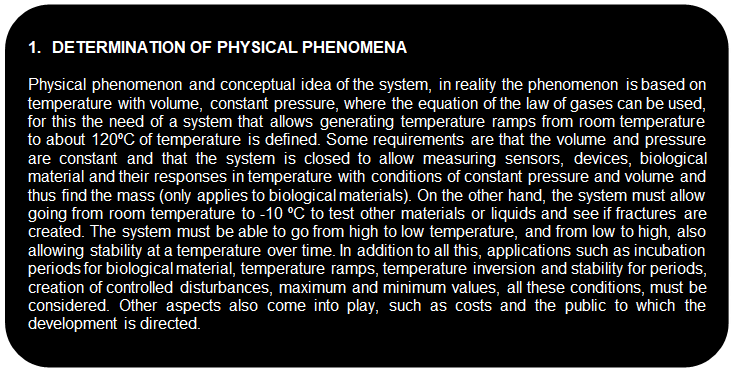 1. DETERMINATION OF PHYSICAL PHENOMENA
Physical phenomenon and conceptual idea of the system, in reality the phenomenon is based on
temperature with volume, constant pressure, where the equation of the law of gases can be used,
for this the need of a system that allows generating temperature ramps from room temperature
to about 120ºC of temperature is defined. Some requirements are that the volume and pressure
are constant and that the system is closed to allow measuring sensors, devices, biological
material and their responses in temperature with conditions of constant pressure and volume and
thus find the mass (only applies to biological materials). On the other hand, the system must allow
going from room temperature to -10 ºC to test other materials or liquids and see if fractures are
created. The system must be able to go from high to low temperature, and from low to high, also
allowing stability at a temperature over time. In addition to all this, applications such as incubation
periods for biological material, temperature ramps, temperature inversion and stability for periods,
creation of controlled disturbances, maximum and minimum values, all these conditions, must be
considered. Other aspects also come into play, such as costs and the public to which the
development is directed.